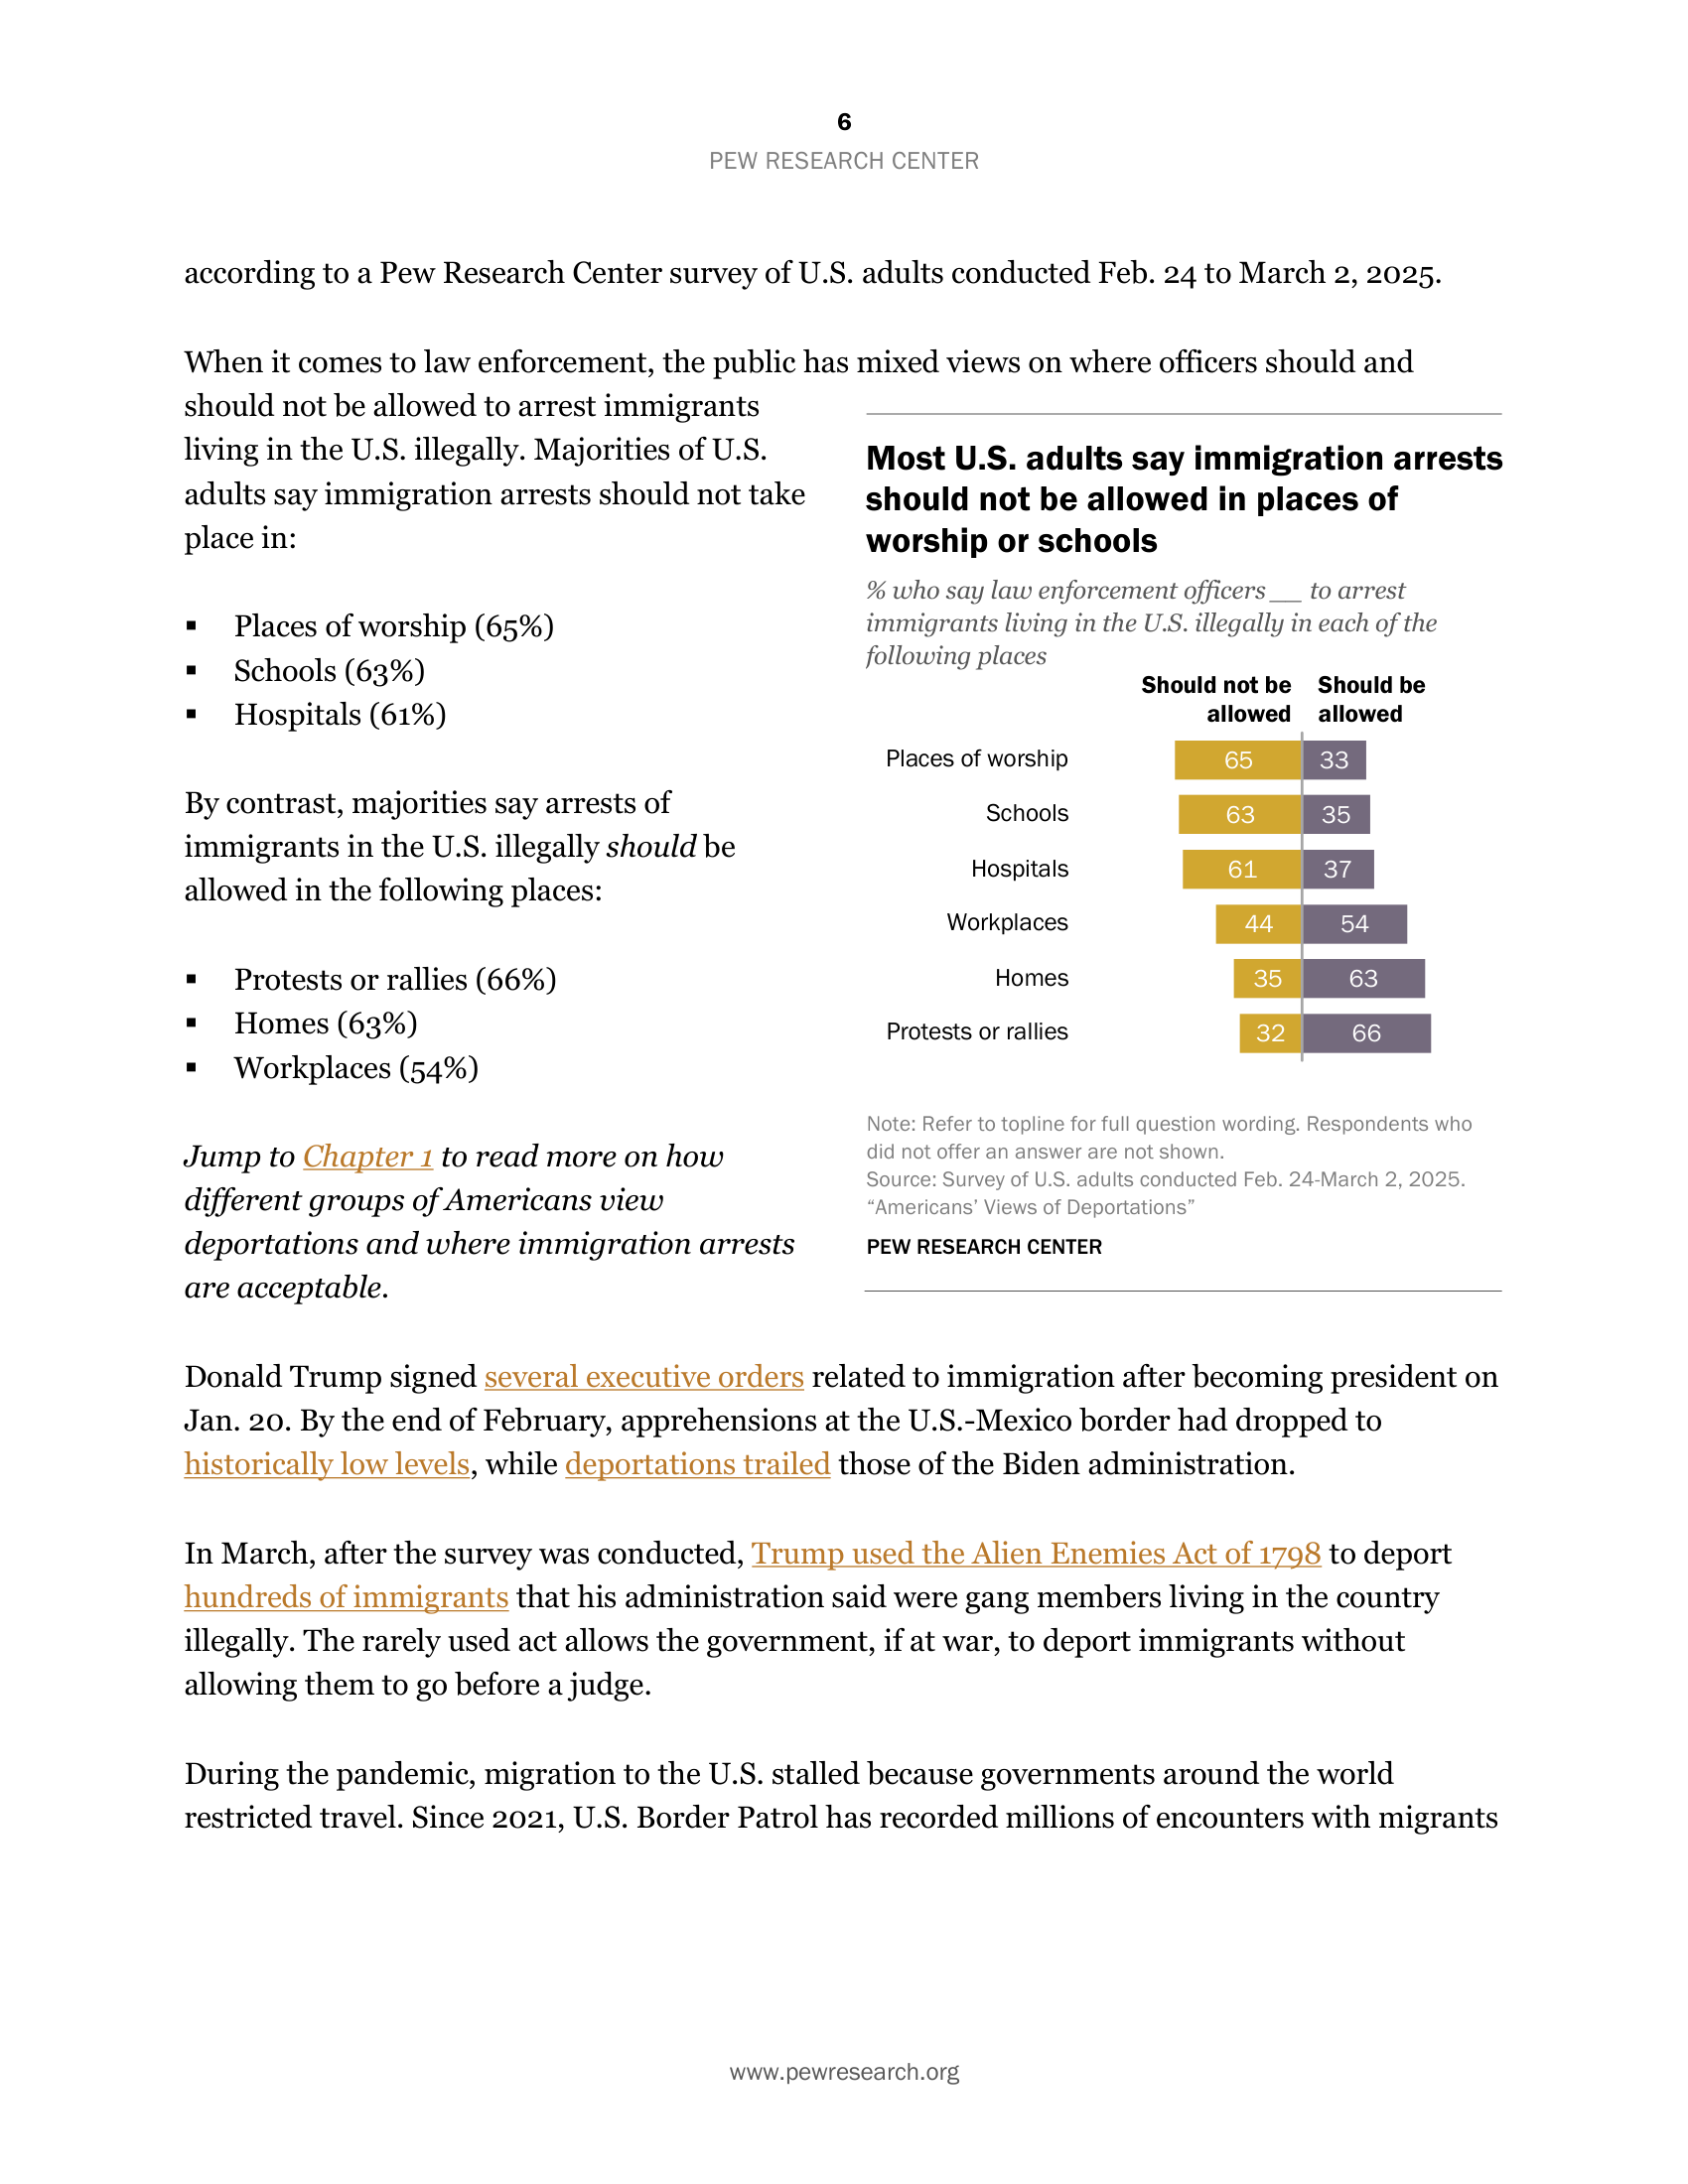 6
PEW RESEARCH CENTER
according to a Pew Research Center survey of U.S. adults conducted Feb. 24 to March 2, 2025.
When it comes to law enforcement, the public has mixed views on where officers should and
should not be allowed to arrest immigrants
living in the U.S. illegally. Majorities of U.S.
adults say immigration arrests should not take
place in:
▪ Places of worship (65%)
▪ Schools (63%)
▪ Hospitals (61%)
By contrast, majorities say arrests of
immigrants in the U.S. illegally should be
allowed in the following places:
▪ Protests or rallies (66%)
▪ Homes (63%)
▪ Workplaces (54%)
Jump to Chapter 1 to read more on how
different groups of Americans view
deportations and where immigration arrests
are acceptable.
Most U.S. adults say immigration arrests
should not be allowed in places of
worship or schools
% who say law enforcement officers __ to arrest
immigrants living in the U.S. illegally in each of the
following places
Should not be allowed
Should be allowed
Places of worship 65 33
Schools 63 35
Hospitals 61 37
Workplaces 44 54
Homes 35 63
Protests or rallies 32 66
Note: Refer to topline for full question wording. Respondents who
did not offer an answer are not shown.
Source: Survey of U.S. adults conducted Feb. 24-March 2, 2025.
“Americans’ Views of Deportations”
PEW RESEARCH CENTER
Donald Trump signed several executive orders related to immigration after becoming president on
Jan. 20. By the end of February, apprehensions at the U.S.-Mexico border had dropped to
historically low levels, while deportations trailed those of the Biden administration.
In March, after the survey was conducted, Trump used the Alien Enemies Act of 1798 to deport
hundreds of immigrants that his administration said were gang members living in the country
illegally. The rarely used act allows the government, if at war, to deport immigrants without
allowing them to go before a judge.
During the pandemic, migration to the U.S. stalled because governments around the world
restricted travel. Since 2021, U.S. Border Patrol has recorded millions of encounters with migrants
www.pewresearch.org